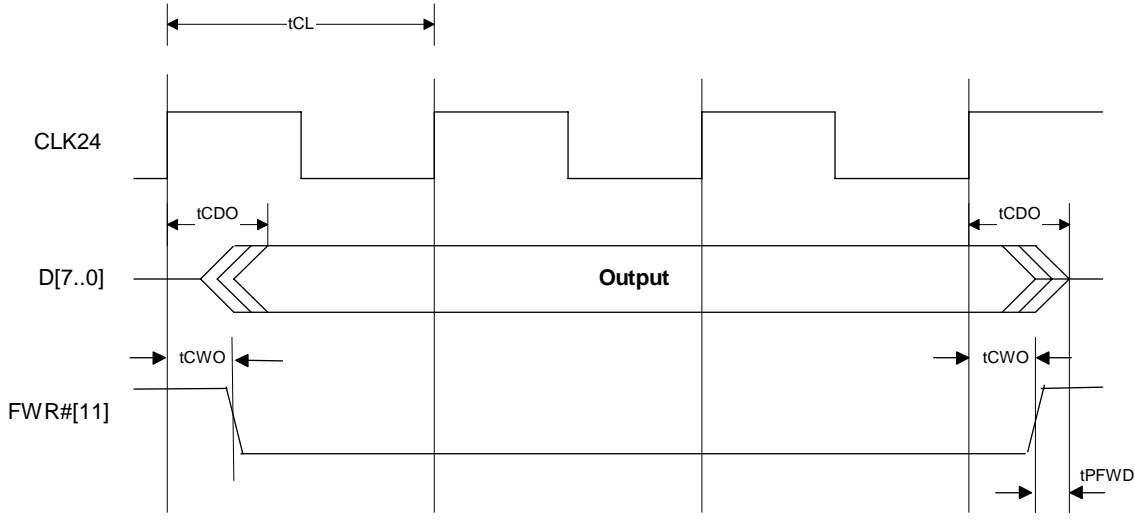 tCL
CLK24
tCDO
tCDO
D[7..0]
Output
tCWO
tCWO
FWR#[11]
tPFWD